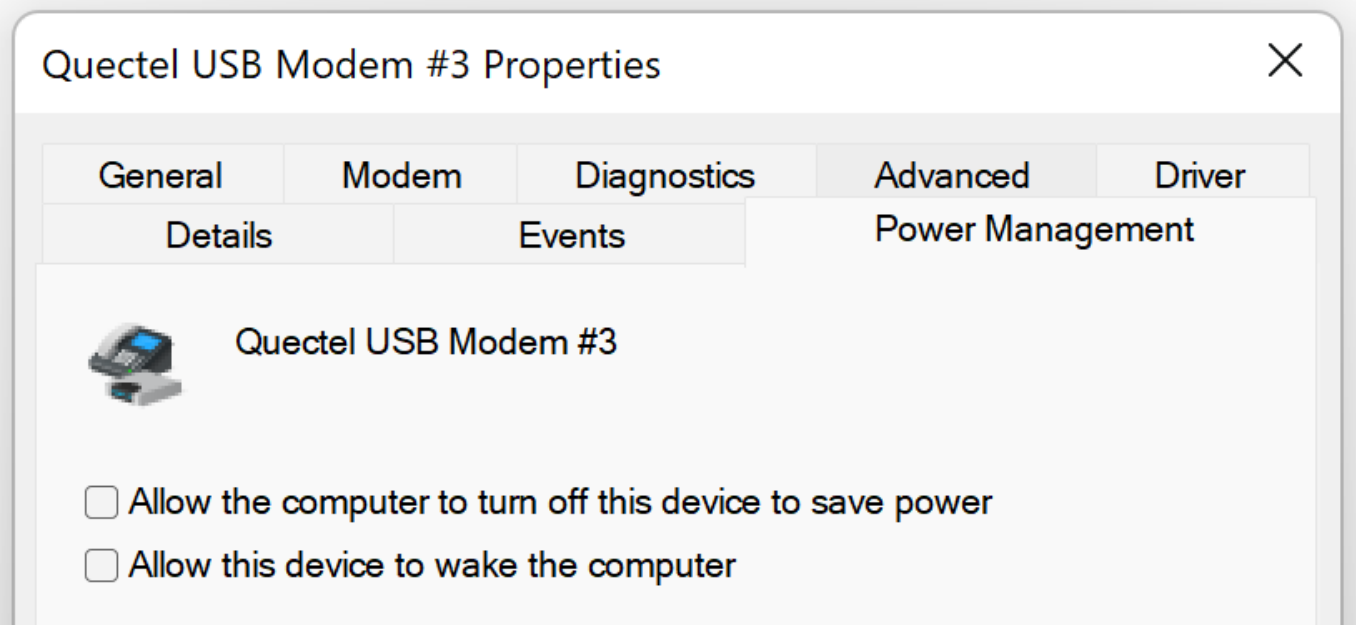 Quectel USB Modem #3 Properties
General Modem Diagnostics Advanced Driver
Details Events Power Management
Quectel USB Modem #3
Allow the computer to turn off this device to save power
Allow this device to wake the computer